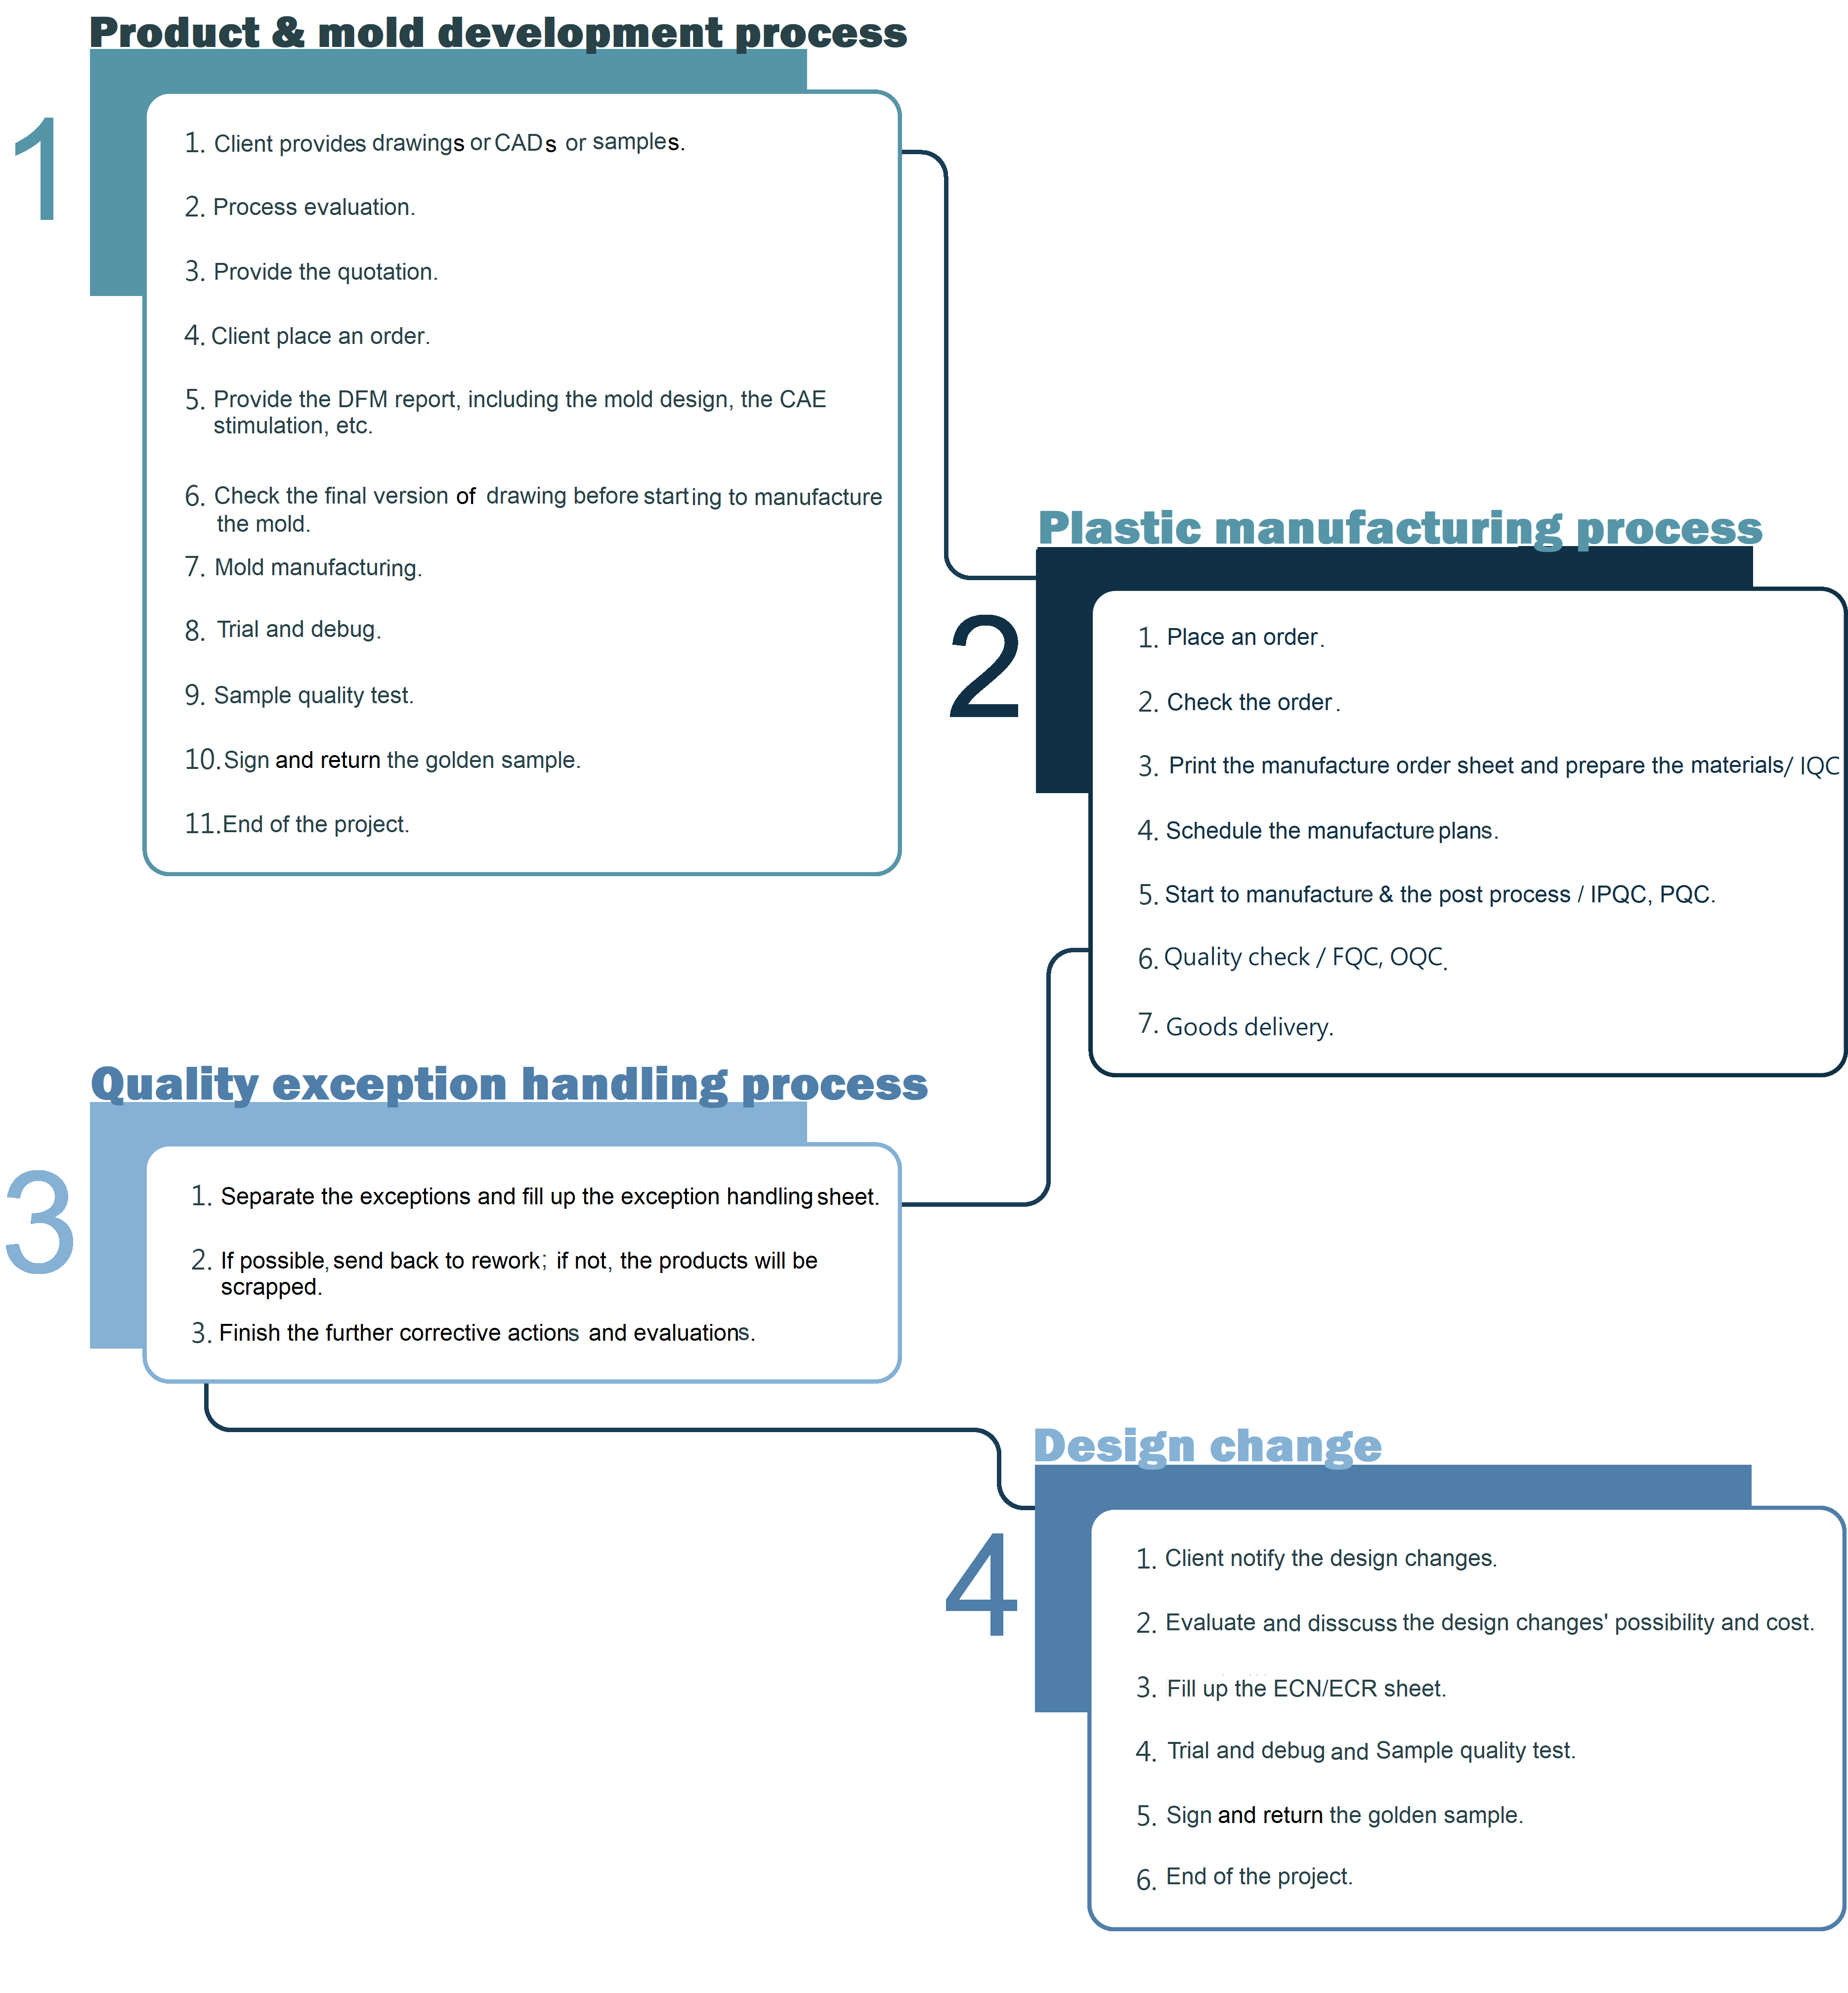 Product & mold development process
1
1. Client provides drawings or CADs or samples.
2. Process evaluation.
3. Provide the quotation.
4. Client place an order.
5. Provide the DFM report, including the mold design, the CAE
stimulation, etc.
6. Check the final version of drawing before starting to manufacture
the mold.
7. Mold manufacturing.
8. Trial and debug.
9. Sample quality test.
10. Sign and return the golden sample.
11. End of the project.
Plastic manufacturing process
2
1. Place an order.
2. Check the order.
3. Print the manufacture order sheet and prepare the materials/ IQC
4. Schedule the manufacture plans.
5. Start to manufacture & the post process / IPQC, PQC.
6. Quality check / FQC, OQC.
7. Goods delivery.
Quality exception handling process
3
1. Separate the exceptions and fill up the exception handling sheet.
2. If possible, send back to rework; if not, the products will be
scrapped.
3. Finish the further corrective actions and evaluations.
Design change
4
1. Client notify the design changes.
2. Evaluate and disscuss the design changes' possibility and cost.
3. Fill up the ECN/ECR sheet.
4. Trial and debug and Sample quality test.
5. Sign and return the golden sample.
6. End of the project.